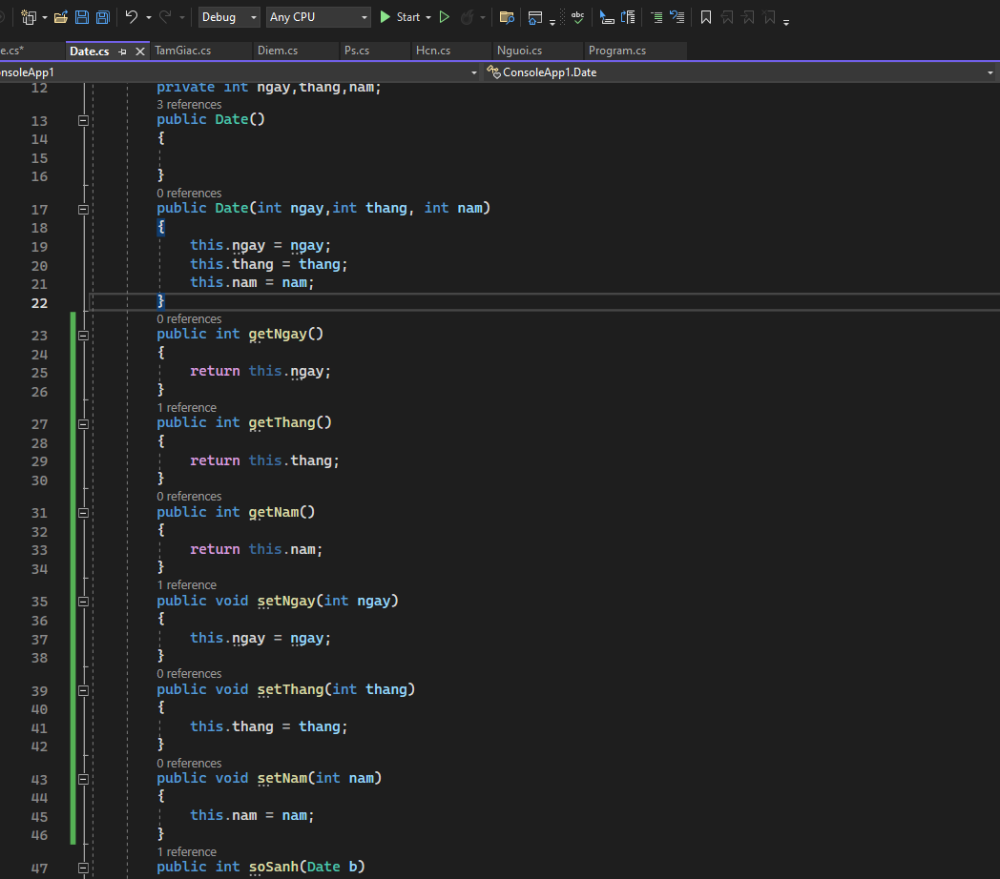 Debug Any CPU Start
e.cs* Date.cs TamGiac.cs Diem.cs Ps.cs Hcn.cs Nguoi.cs Program.cs
nsoleApp1 ConsoleApp1.Date
12 private int ngay,thang,nam;
3 references
13 public Date()
14 {
15
16 }
0 references
17 public Date(int ngay,int thang, int nam)
18 {
19 this.ngay = ngay;
20 this.thang = thang;
21 this.nam = nam;
22 }
0 references
23 public int getNgay()
24 {
25 return this.ngay;
26 }
1 reference
27 public int getThang()
28 {
29 return this.thang;
30 }
0 references
31 public int getNam()
32 {
33 return this.nam;
34 }
1 reference
35 public void setNgay(int ngay)
36 {
37 this.ngay = ngay;
38 }
0 references
39 public void setThang(int thang)
40 {
41 this.thang = thang;
42 }
0 references
43 public void setNam(int nam)
44 {
45 this.nam = nam;
46 }
1 reference
47 public int soSanh(Date b)